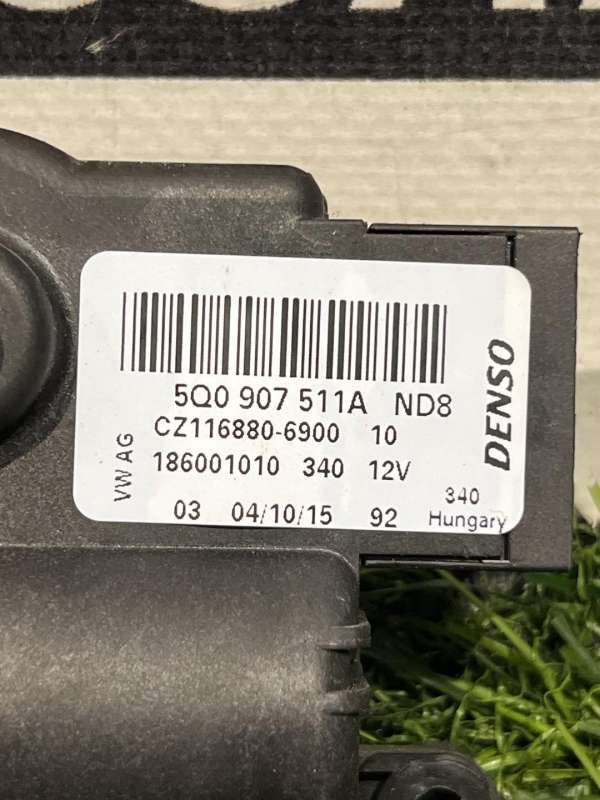 5Q0 907 511A ND8
CZ116880-6900 10
186001010 340 12V
03 04/10/15 92
VW AG
DENSO
340
Hungary